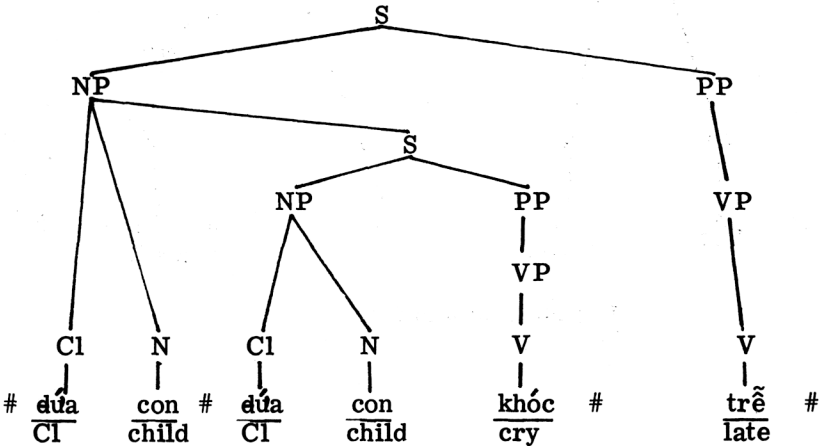 S
NP PP
S
NP PP VP
VP
Cl N Cl N V V
# đứa con # đứa con khóc # trễ #
Cl child Cl child cry late